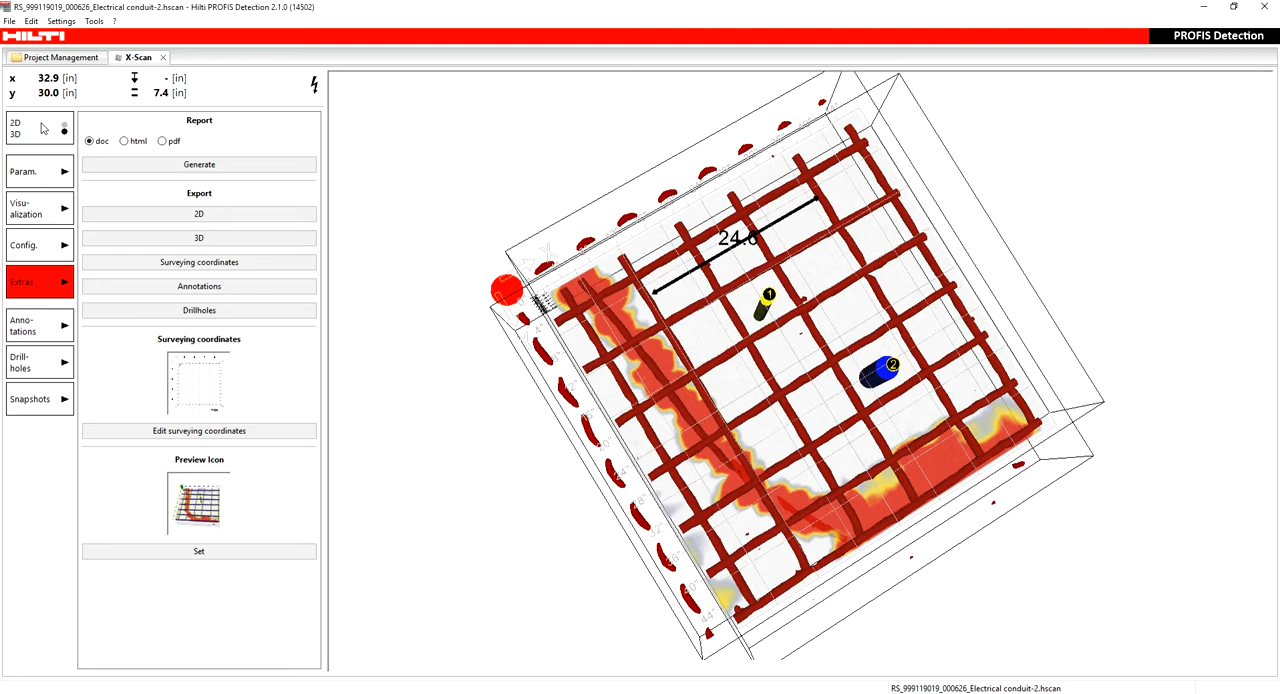 RS_999119019_000626_Electrical conduit-2.hscan - Hilti PROFIS Detection 2.1.0 (14502)
File Edit Settings Tools ?
HILTI
PROFIS Detection
Project Management
X-Scan
x 32.9 [in] - [in]
y 30.0 [in] 7.4 [in]
2D
3D
Param.
Visu-
alization
Config.
Extras
Anno-
tations
Drill-
holes
Snapshots
Report
doc html pdf
Generate
Export
2D
3D
Surveying coordinates
Annotations
Drillholes
Surveying coordinates
Edit surveying coordinates
Preview Icon
Set
1
2
44"
RS_999119019_000626_Electrical conduit-2.hscan